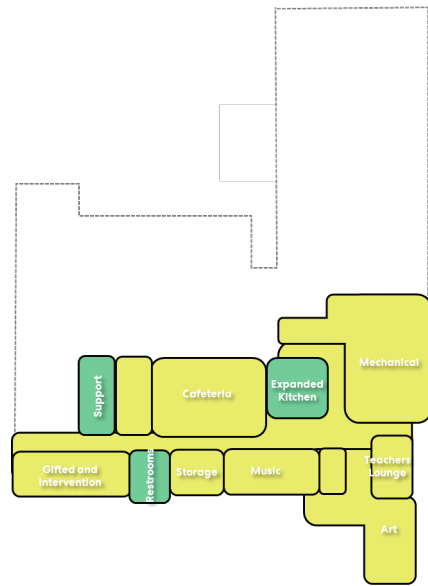 Mechanical
Support
Cafeteria
Expanded
Kitchen
Gifted and
Intervention
Restrooms
Storage
Music
Teachers
Lounge
Art